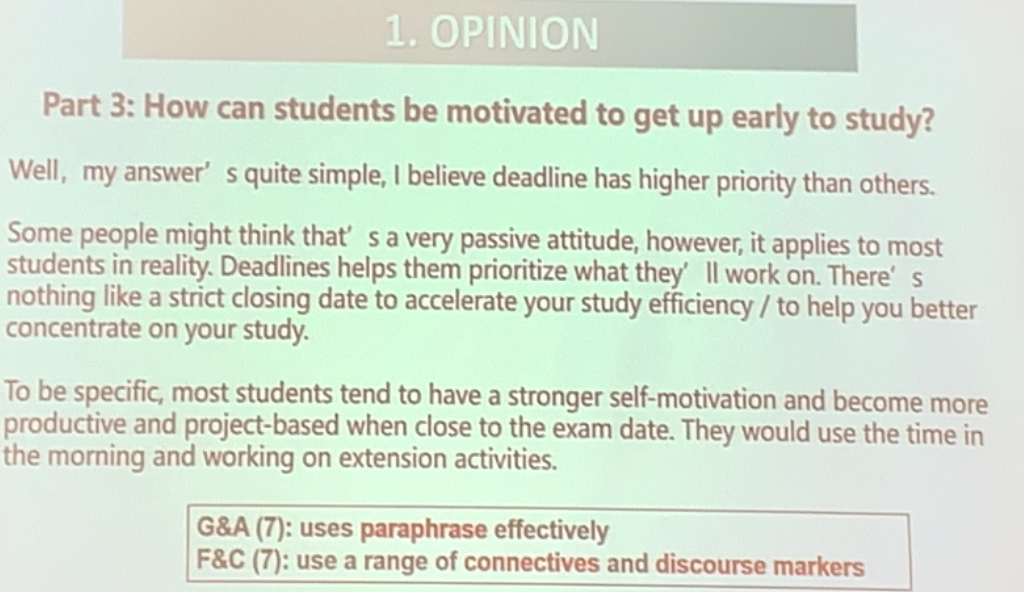 1. OPINION
Part 3: How can students be motivated to get up early to study?
Well, my answer' s quite simple, I believe deadline has higher priority than others.
Some people might think that' s a very passive attitude, however, it applies to most
students in reality. Deadlines helps them prioritize what they' ll work on. There' s
nothing like a strict closing date to accelerate your study efficiency / to help you better
concentrate on your study.
To be specific, most students tend to have a stronger self-motivation and become more
productive and project-based when close to the exam date. They would use the time in
the morning and working on extension activities.
G&A (7): uses paraphrase effectively
F&C (7): use a range of connectives and discourse markers